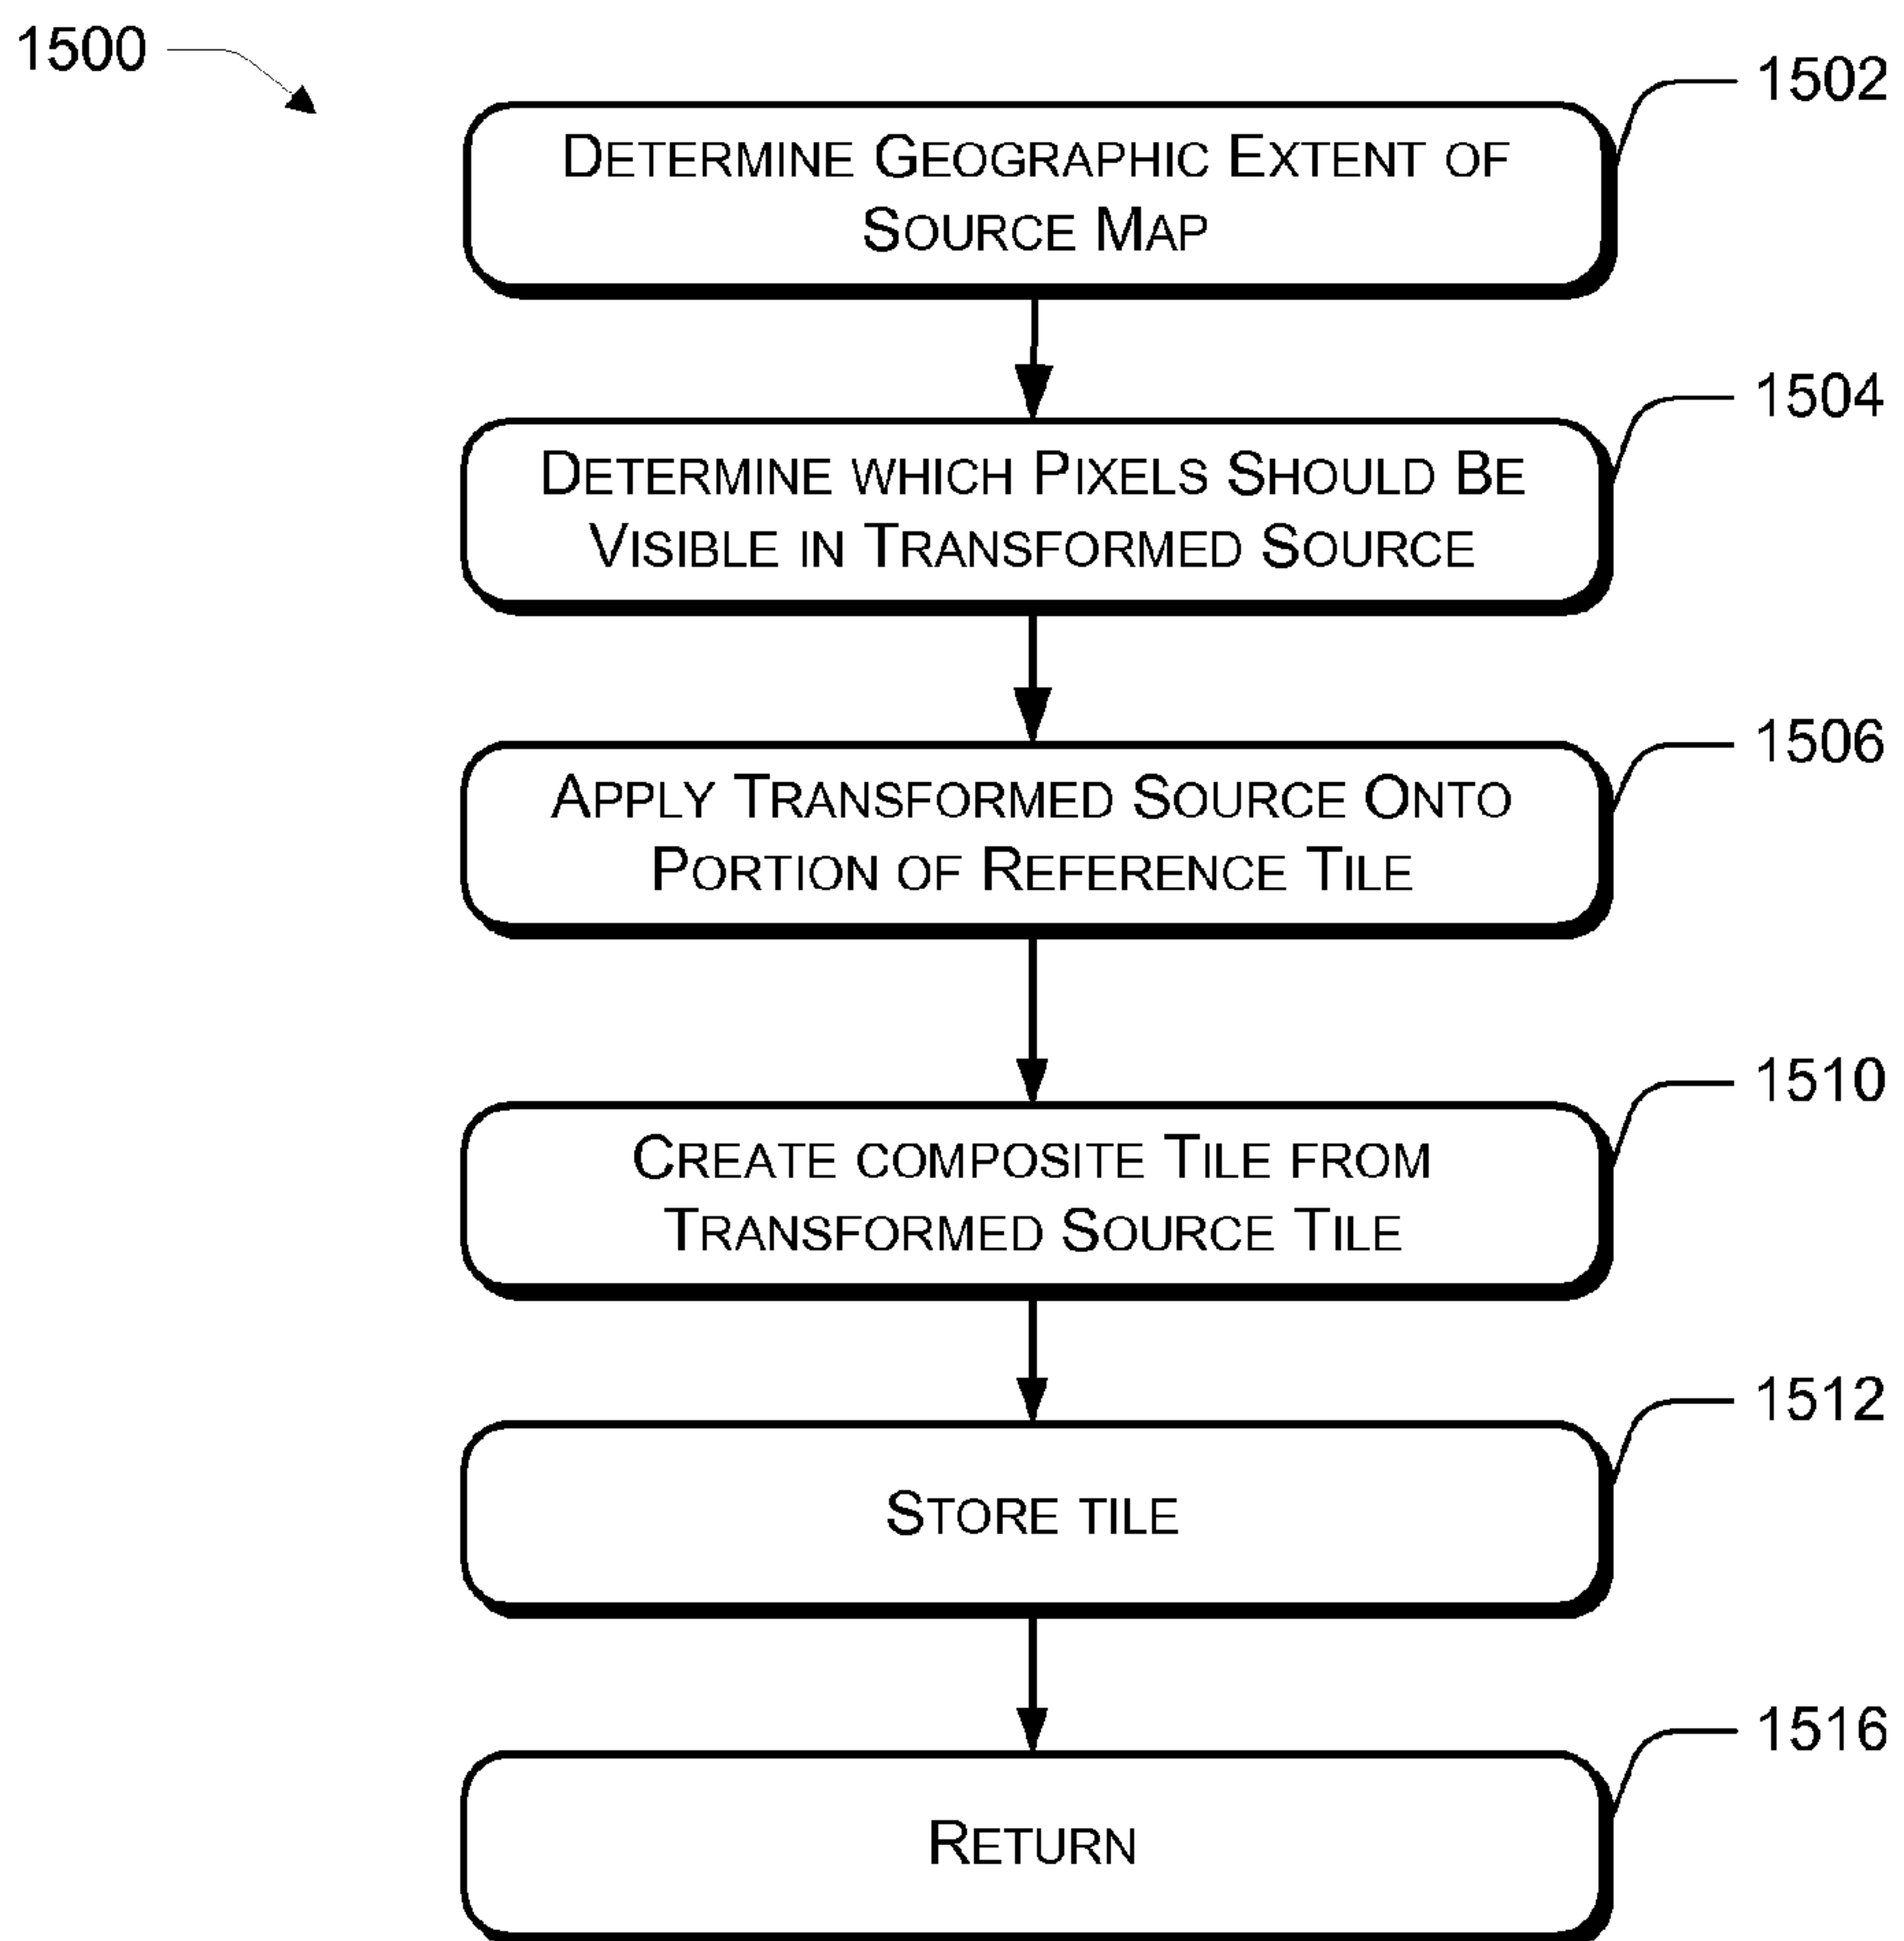 1500
1502
DETERMINE GEOGRAPHIC EXTENT OF
SOURCE MAP
1504
DETERMINE WHICH PIXELS SHOULD BE
VISIBLE IN TRANSFORMED SOURCE
1506
APPLY TRANSFORMED SOURCE ONTO
PORTION OF REFERENCE TILE
1510
CREATE COMPOSITE TILE FROM
TRANSFORMED SOURCE TILE
1512
STORE TILE
1516
RETURN